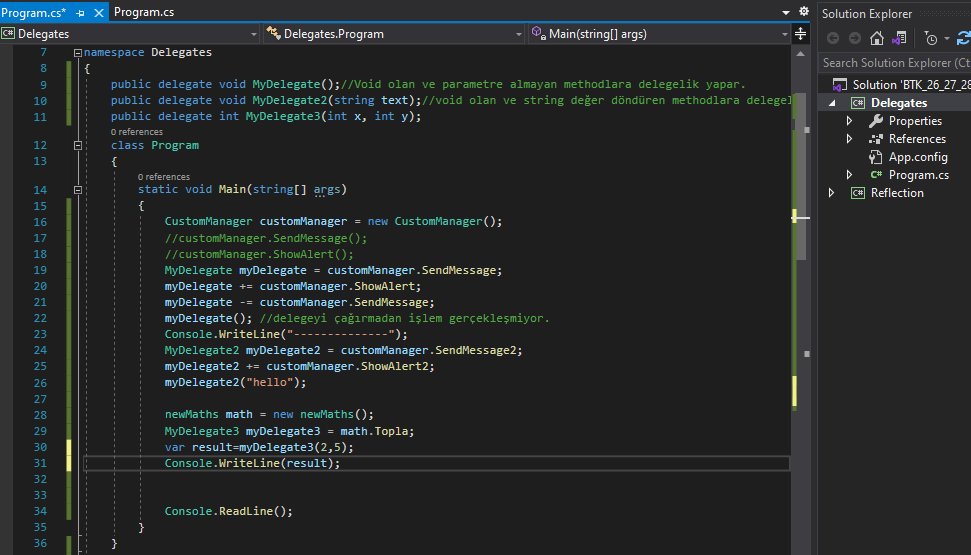 Program.cs*
Program.cs
Delegates
Delegates.Program
Main(string[] args)
7 namespace Delegates
8 {
9 public delegate void MyDelegate();//Void olan ve parametre almayan methodlara delegelik yapar.
10 public delegate void MyDelegate2(string text);//void olan ve string değer döndüren methodlara delegel
11 public delegate int MyDelegate3(int x, int y);
0 references
12 class Program
13 {
0 references
14 static void Main(string[] args)
15 {
16 CustomManager customManager = new CustomManager();
17 //customManager.SendMessage();
18 //customManager.ShowAlert();
19 MyDelegate myDelegate = customManager.SendMessage;
20 myDelegate += customManager.ShowAlert;
21 myDelegate -= customManager.SendMessage;
22 myDelegate(); //delegeyi çağırmadan işlem gerçekleşmiyor.
23 Console.WriteLine("--------------");
24 MyDelegate2 myDelegate2 = customManager.SendMessage2;
25 myDelegate2 += customManager.ShowAlert2;
26 myDelegate2("hello");
27
28 newMaths math = new newMaths();
29 MyDelegate3 myDelegate3 = math.Topla;
30 var result=myDelegate3(2,5);
31 Console.WriteLine(result);
32
33
34 Console.ReadLine();
35 }
36 }
Solution Explorer
Search Solution Explorer (Ct
Solution 'BTK_26_27_28
Delegates
Properties
References
App.config
C# Program.cs
Reflection